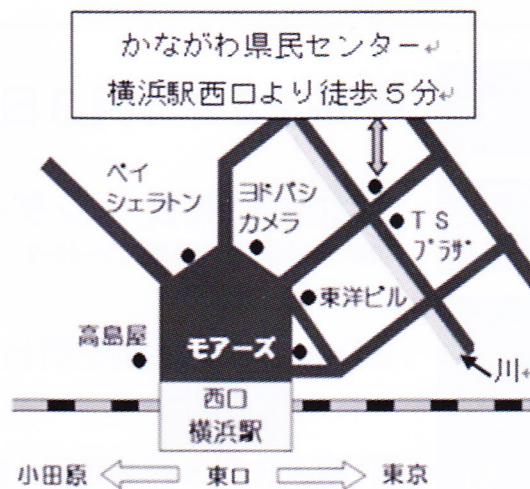 かながわ県民センター
横浜駅西口より徒歩5分
ベイ
シェラトン
ヨドバシ
カメラ
TS
プラザ
東洋ビル
高島屋
モアーズ
川
西口
横浜駅
小田原
東口
東京